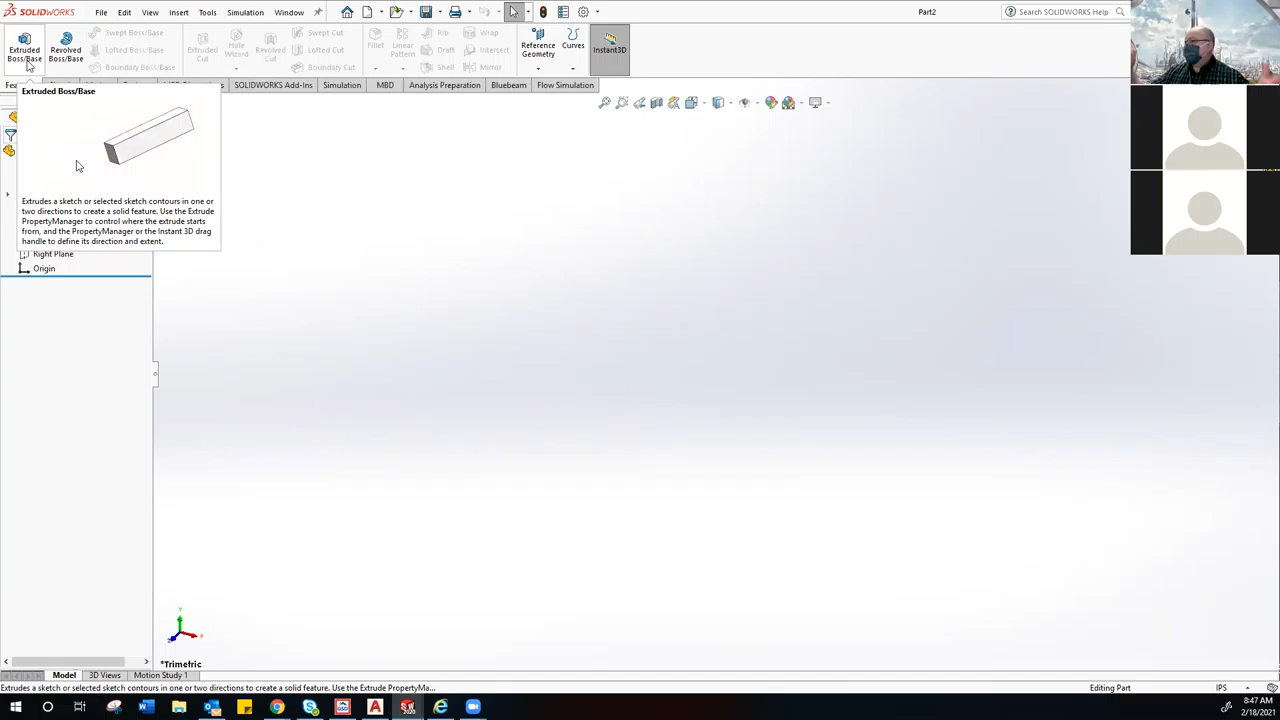 SOLIDWORKS File Edit View Insert Tools Simulation Window Part2 Search SOLIDWORKS Help
Extruded Boss/Base
Revolved Boss/Base
Swept Boss/Base
Lofted Boss/Base
Boundary Boss/Base
Extruded Cut
Hole Wizard
Revolved Cut
Swept Cut
Lofted Cut
Boundary Cut
Fillet
Linear Pattern
Rib
Draft
Shell
Wrap
Intersect
Mirror
Reference Geometry
Curves
Instant3D
SOLIDWORKS Add-Ins Simulation MBD Analysis Preparation Bluebeam Flow Simulation
Extruded Boss/Base
Extrudes a sketch or selected sketch contours in one or
two directions to create a solid feature. Use the Extrude
PropertyManager to control where the extrude starts
from, and the PropertyManager or the Instant 3D drag
handle to define its direction and extent.
Right Plane
Origin
Y
X
Z
*Trimetric
Model 3D Views Motion Study 1
Extrudes a sketch or selected sketch contours in one or two directions to create a solid feature. Use the Extrude PropertyMa... Editing Part IPS
8:47 AM
2/18/2021